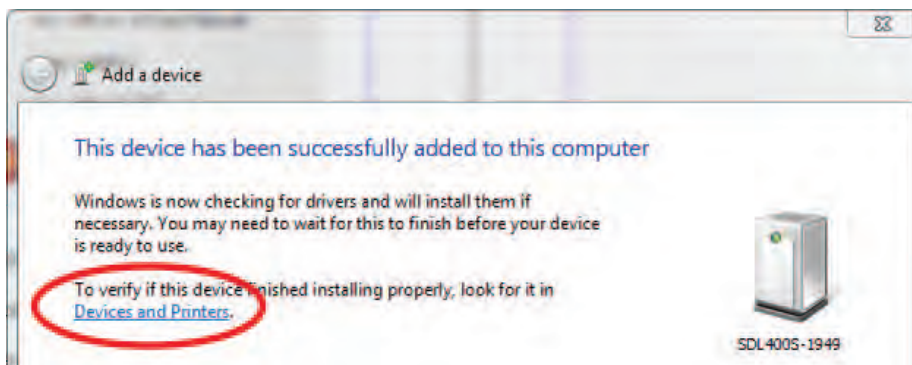 Add a device
This device has been successfully added to this computer
Windows is now checking for drivers and will install them if
necessary. You may need to wait for this to finish before your device
is ready to use.
To verify if this device finished installing properly, look for it in
Devices and Printers.
SDL400S-1949